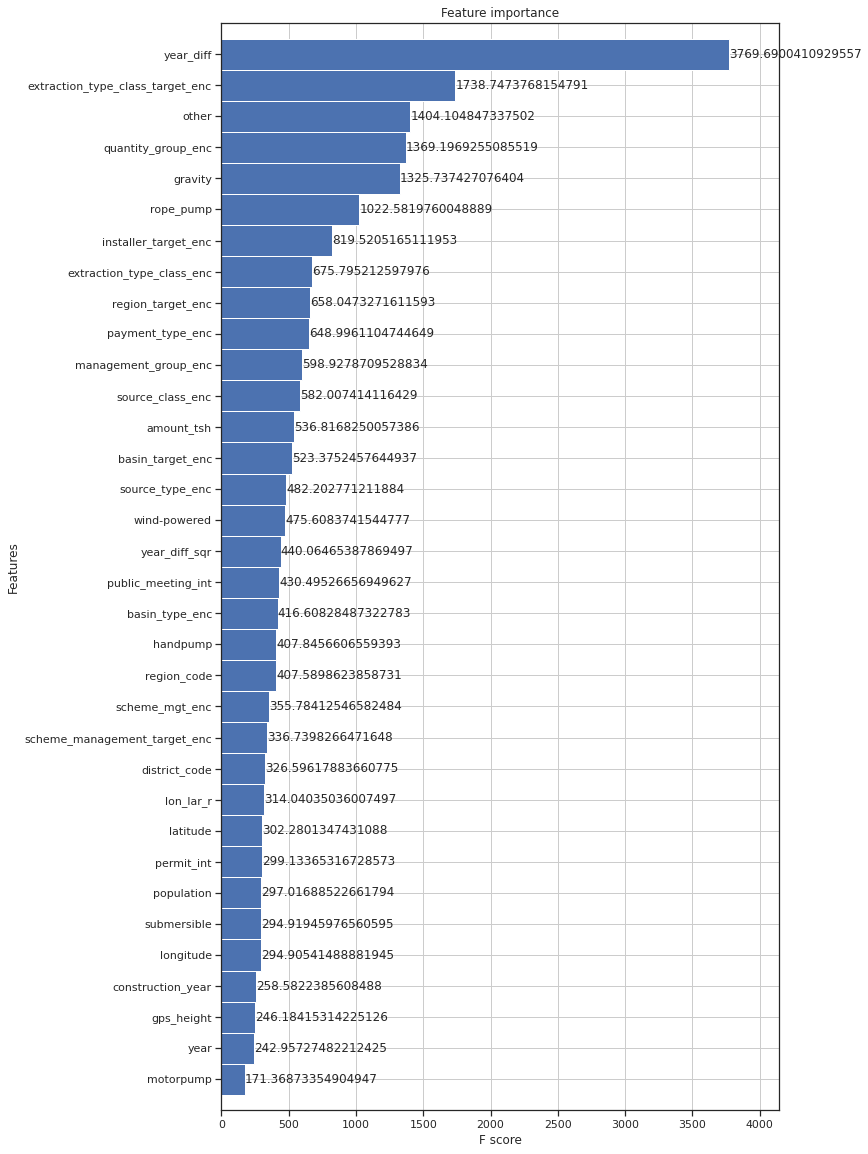 Feature importance
year_diff 3769.6900410929557
extraction_type_class_target_enc 1738.7473768154791
other 1404.104847337502
quantity_group_enc 1369.1969255085519
gravity 1325.737427076404
rope_pump 1022.5819760048889
installer_target_enc 819.5205165111953
extraction_type_class_enc 675.795212597976
region_target_enc 658.0473271611593
payment_type_enc 648.9961104744649
management_group_enc 598.9278709528834
source_class_enc 582.007414116429
amount_tsh 536.8168250057386
basin_target_enc 523.3752457644937
source_type_enc 482.202771211884
wind-powered 475.6083741544777
year_diff_sqr 440.06465387869497
public_meeting_int 430.49526656949627
basin_type_enc 416.60828487322783
handpump 407.8456606559393
region_code 407.5898623858731
scheme_mgt_enc 355.78412546582484
scheme_management_target_enc 336.7398266471648
district_code 326.59617883660775
lon_lar_r 314.04035036007497
latitude 302.2801347431088
permit_int 299.13365316728573
population 297.01688522661794
submersible 294.91945976560595
longitude 294.90541488881945
construction_year 258.5822385608488
gps_height 246.18415314225126
year 242.95727482212425
motorpump 171.36873354904947
Features
0 500 1000 1500 2000 2500 3000 3500 4000
F score